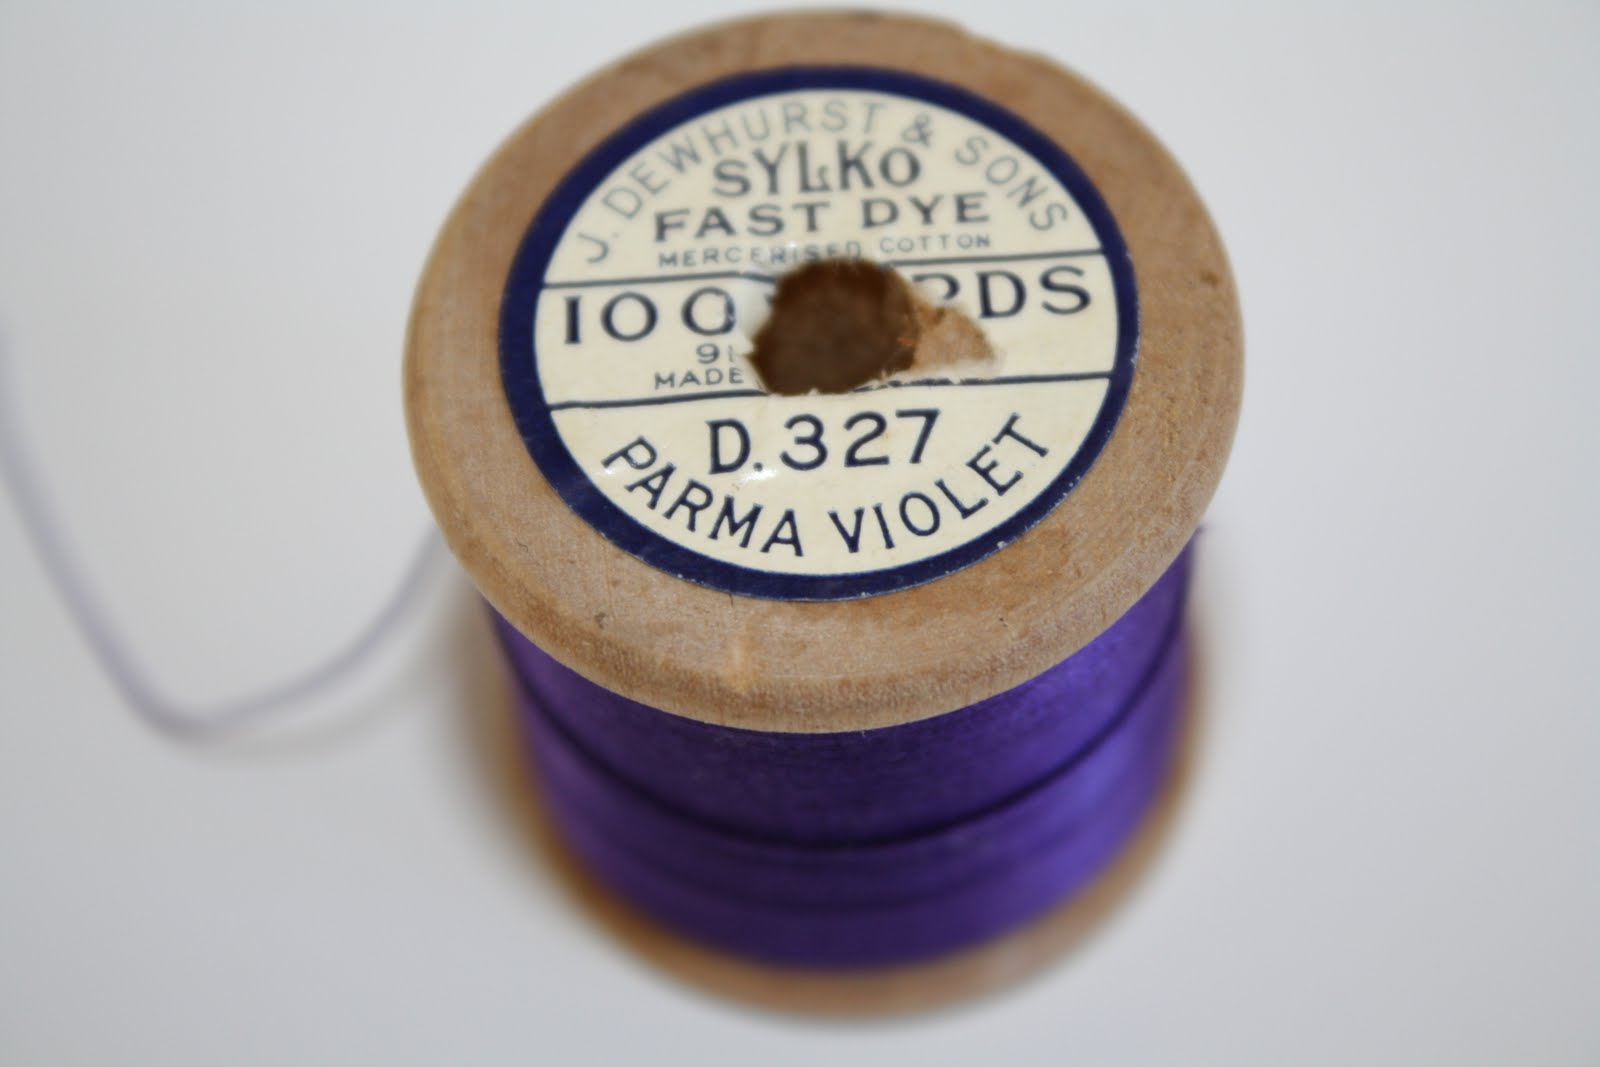 J. DEWHURST & SONS
SYLKO
FAST DYE
MERCERISED COTTON
100
MADE
D.327
PARMA VIOLET